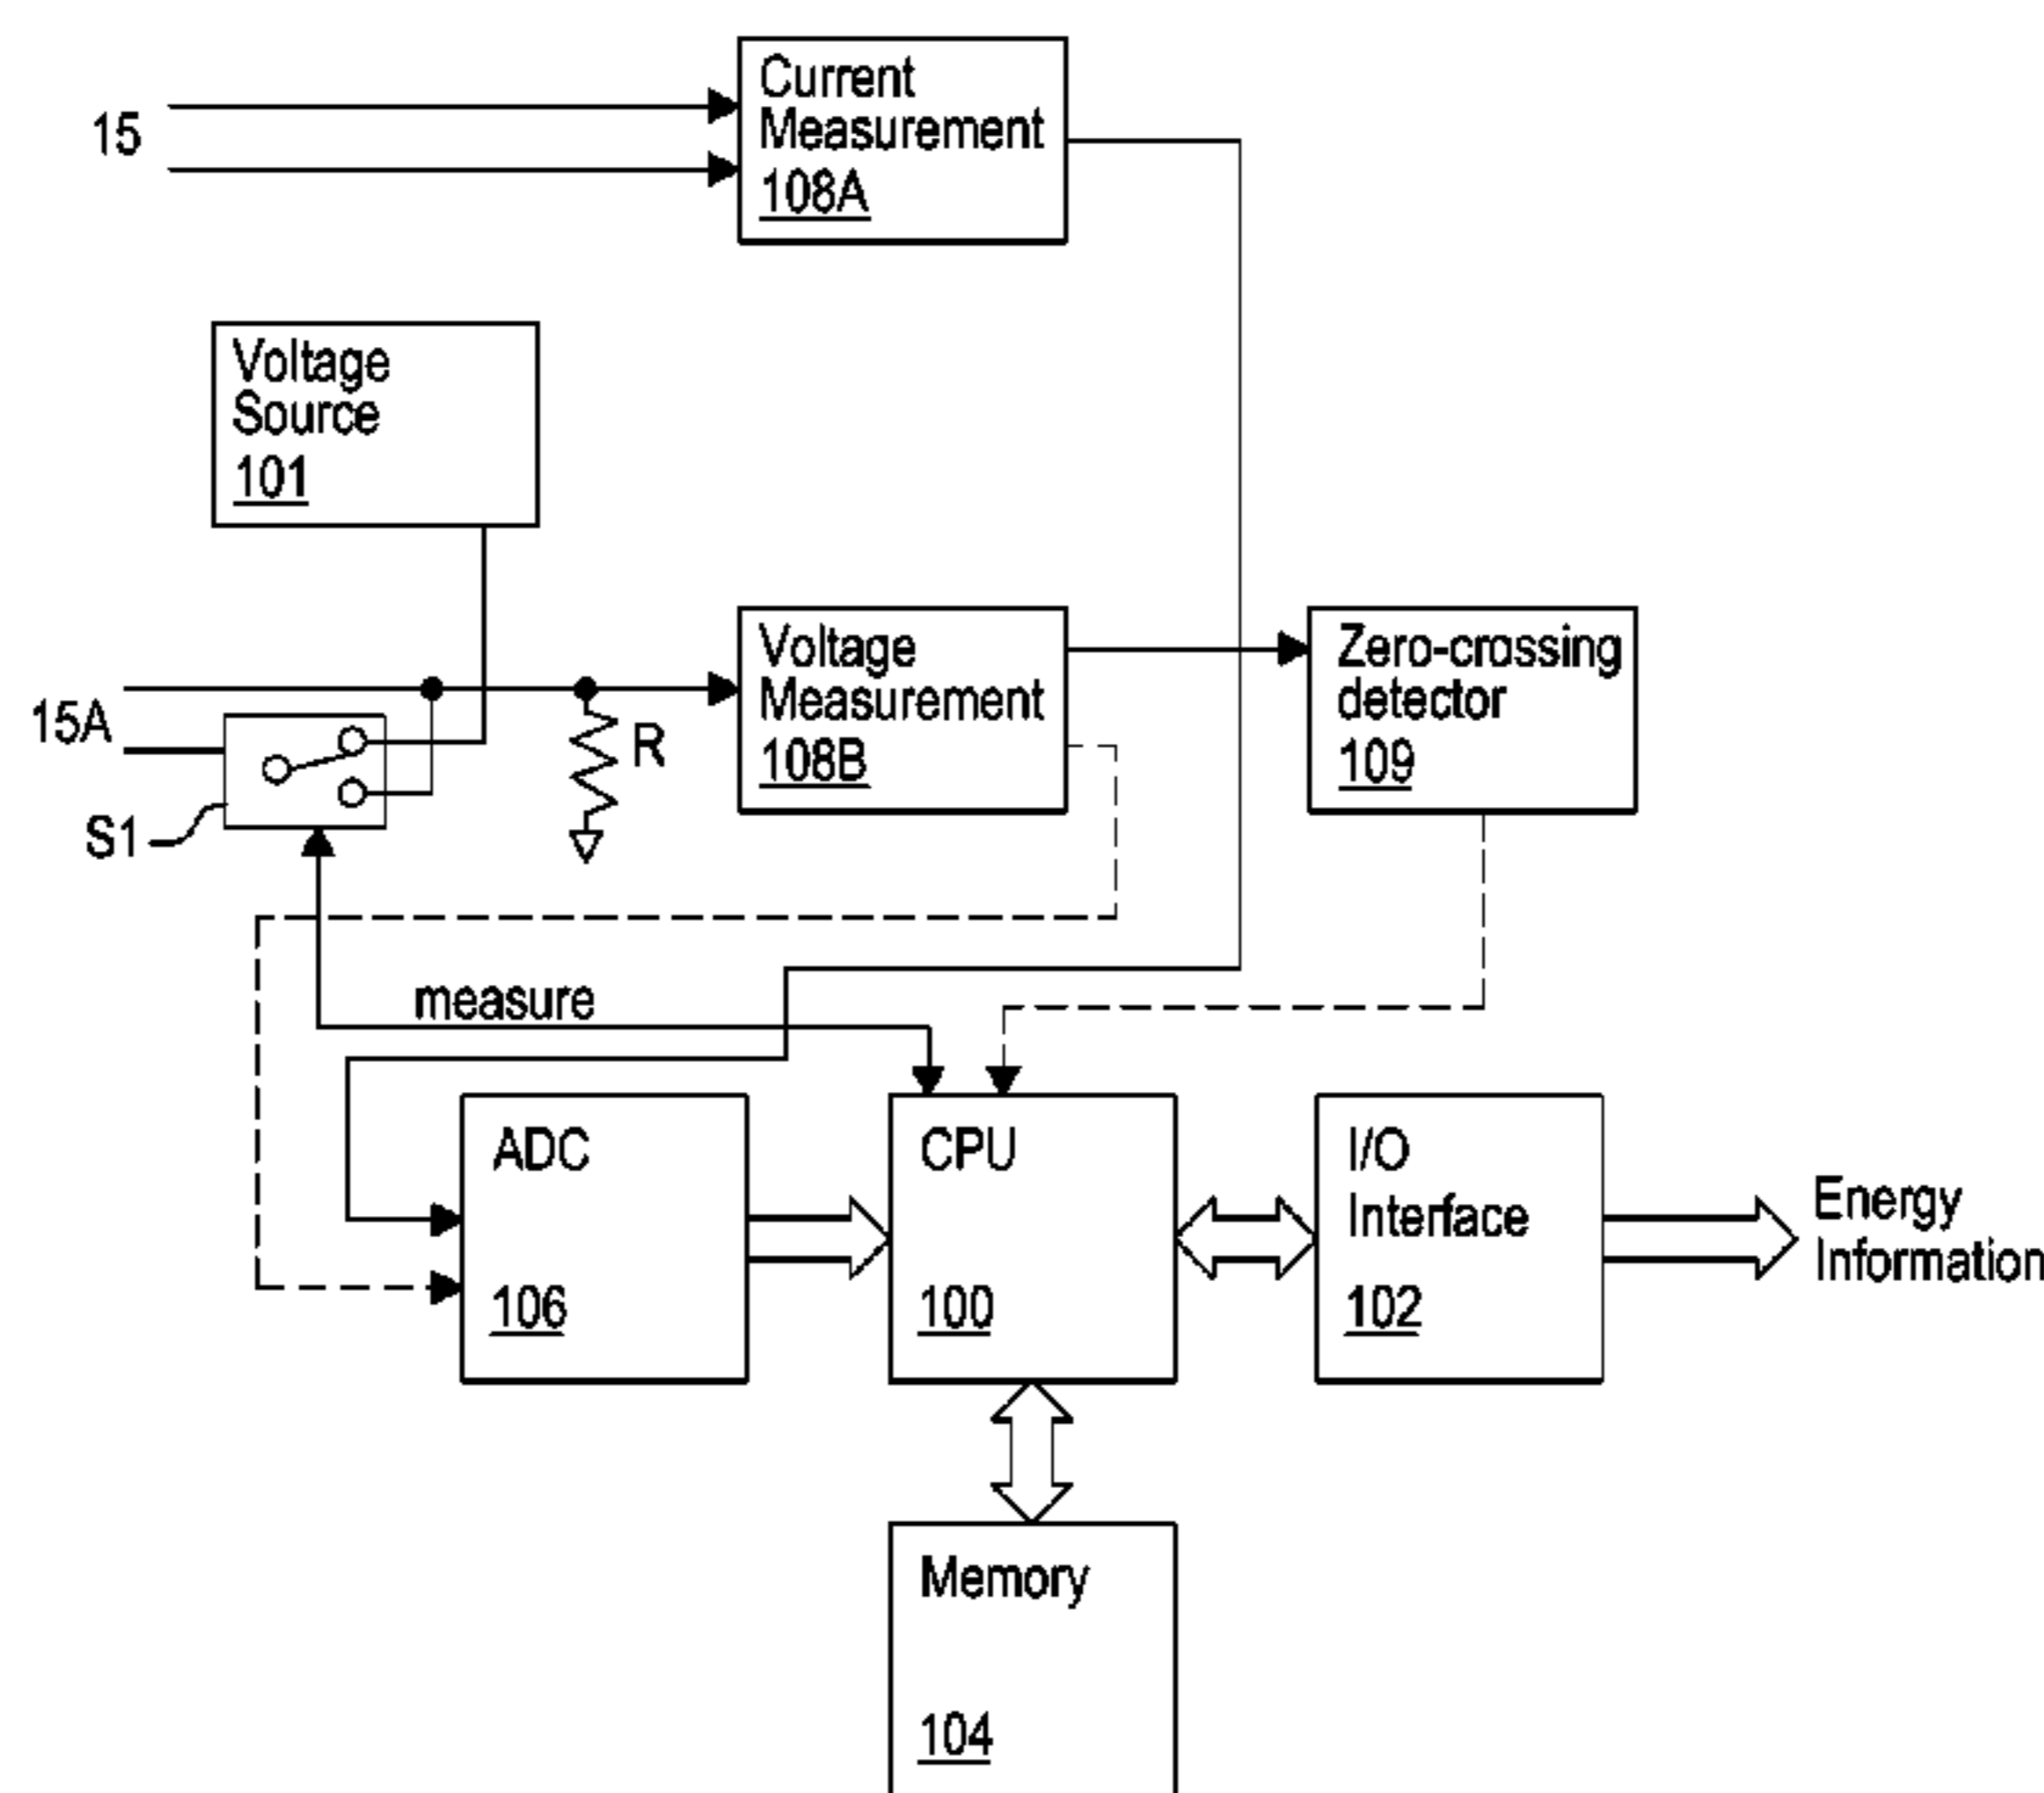 Current
Measurement
108A
15
Voltage
Source
101
Voltage
Measurement
108B
Zero-crossing
detector
109
15A
R
S1
measure
ADC
106
CPU
100
I/O
Interface
102
Energy
Information
Memory
104